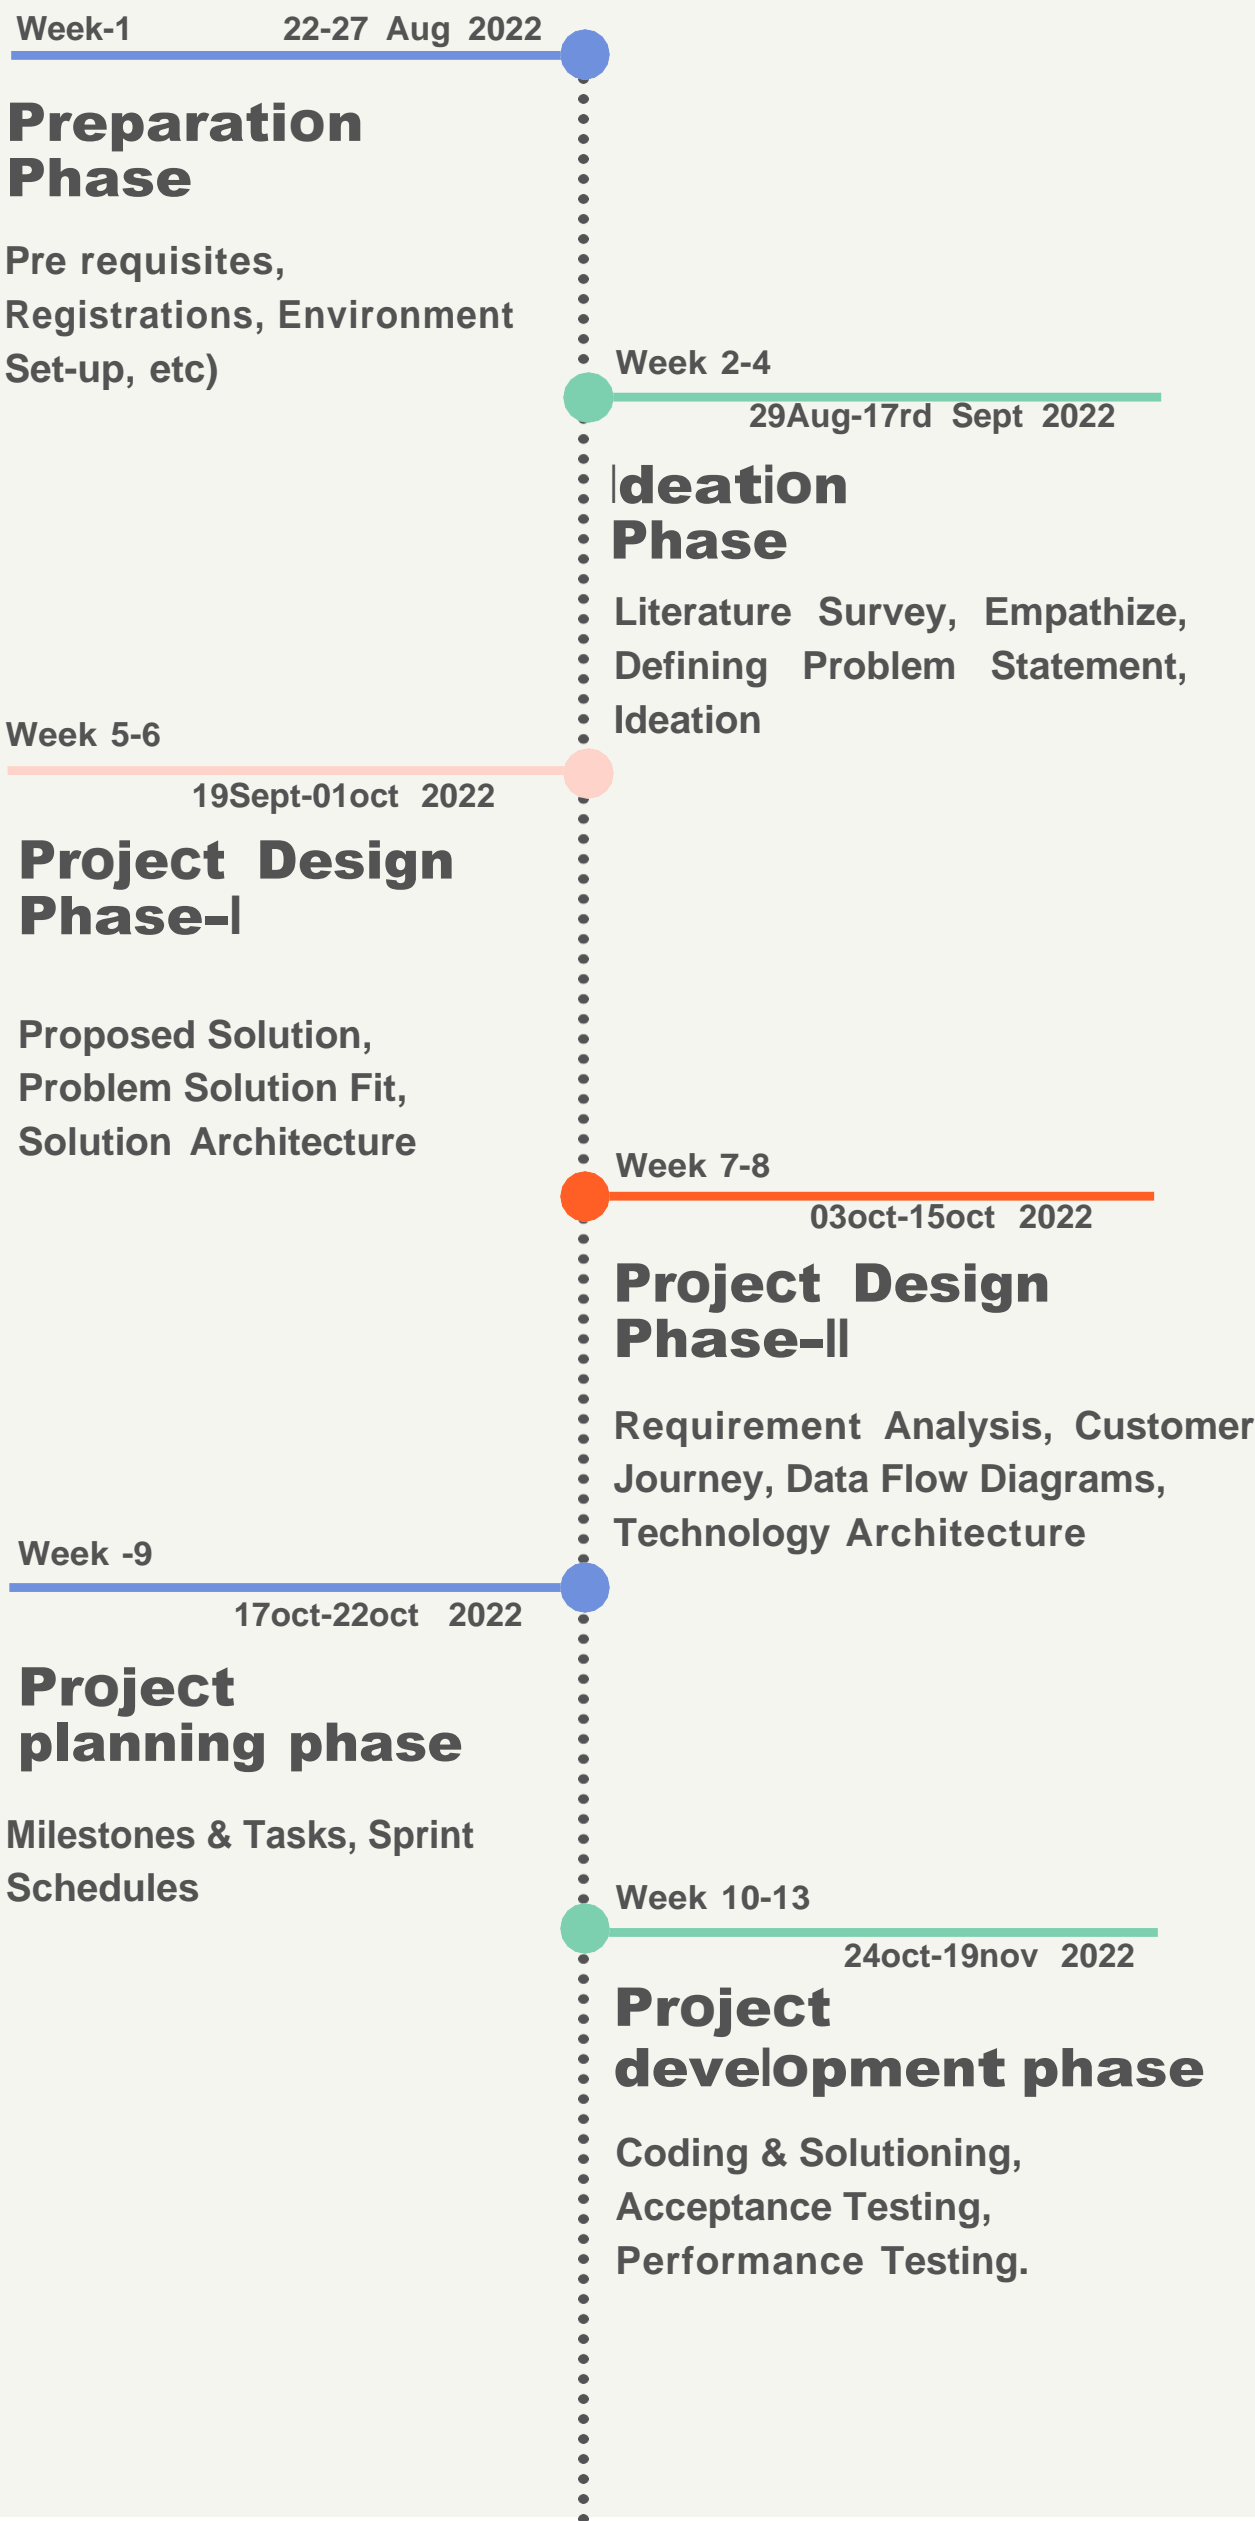 Week-1 22-27 Aug 2022
Preparation
Phase
Pre requisites,
Registrations, Environment
Set-up, etc)
Week 2-4
29Aug-17rd Sept 2022
Ideation
Phase
Literature Survey, Empathize,
Defining Problem Statement,
Ideation
Week 5-6
19Sept-01oct 2022
Project Design
Phase-I
Proposed Solution,
Problem Solution Fit,
Solution Architecture
Week 7-8
03oct-15oct 2022
Project Design
Phase-II
Requirement Analysis, Customer
Journey, Data Flow Diagrams,
Technology Architecture
Week -9
17oct-22oct 2022
Project
planning phase
Milestones & Tasks, Sprint
Schedules
Week 10-13
24oct-19nov 2022
Project
development phase
Coding & Solutioning,
Acceptance Testing,
Performance Testing.